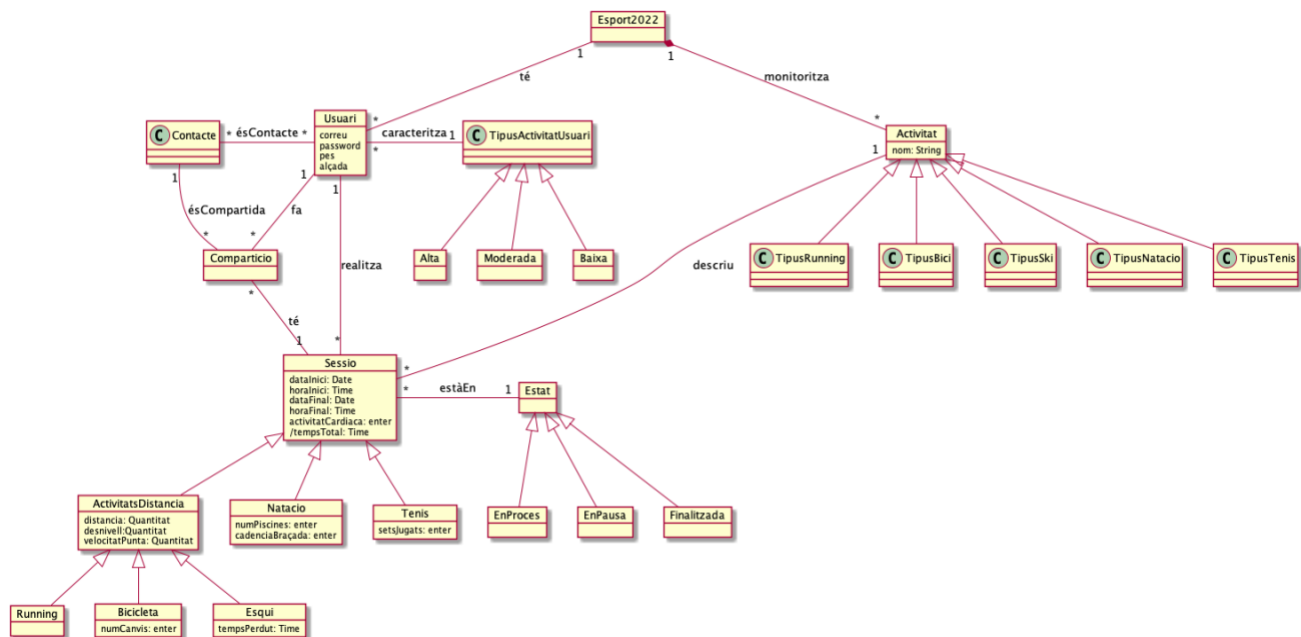 Esport2022
1
1
té
monitoritza
*
*
Usuari
correu
password
pes
alçada
C Contacte
* ésContacte *
caracteritza
*
1
C TipusActivitatUsuari
Activitat
nom: String
1
1
1
1
ésCompartida
fa
*
*
Comparticio
realitza
Alta
Moderada
Baixa
descriu
C TipusRunning
C TipusBici
C TipusSki
C TipusNatacio
C TipusTenis
*
té
1
*
*
Sessio
dataInici: Date
horaInici: Time
dataFinal: Date
horaFinal: Time
activitatCardiaca: enter
/tempsTotal: Time
*
estàEn
1
Estat
ActivitatsDistancia
distancia: Quantitat
desnivell:Quantitat
velocitatPunta: Quantitat
Natacio
numPiscines: enter
cadenciaBraçada: enter
Tenis
setsJugats: enter
EnProces
EnPausa
Finalitzada
Running
Bicicleta
numCanvis: enter
Esqui
tempsPerdut: Time